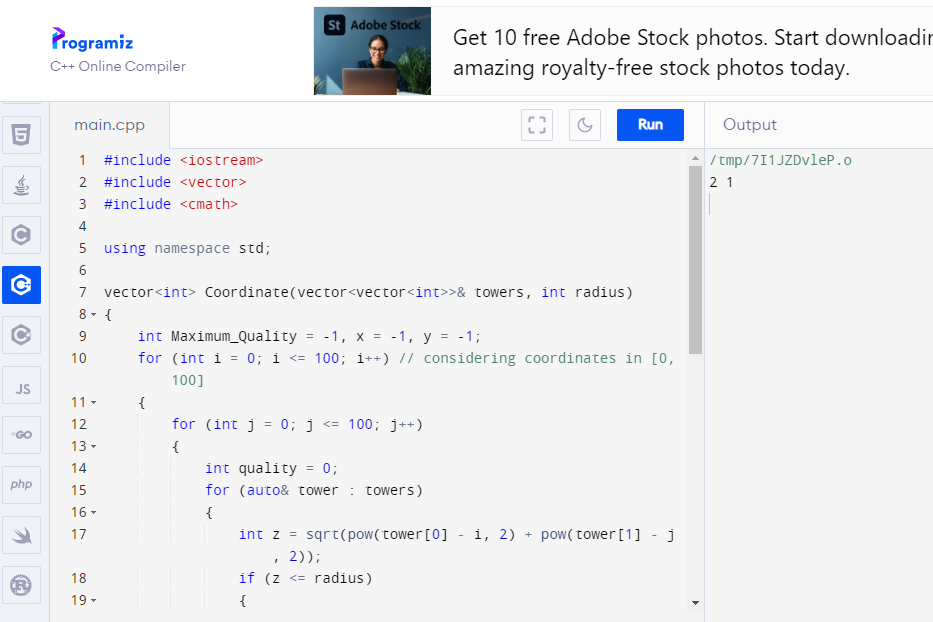 Programiz
C++ Online Compiler
St Adobe Stock
Get 10 free Adobe Stock photos. Start
amazing royalty-free stock photos today.
main.cpp
Run
Output
1 #include <iostream>
2 #include <vector>
3 #include <cmath>
4
5 using namespace std;
6
7 vector<int> Coordinate(vector<vector<int>>& towers, int radius)
8 {
9 int Maximum_Quality = -1, x = -1, y = -1;
10 for (int i = 0; i <= 100; i++) // considering coordinates in [0,
100]
11 {
12 for (int j = 0; j <= 100; j++)
13 {
14 int quality = 0;
15 for (auto& tower : towers)
16 {
17 int z = sqrt(pow(tower[0] - i, 2) + pow(tower[1] - j
, 2));
18 if (z <= radius)
19 {
/tmp/7I1JZDvleP.o
2 1
5
C
C
C
JS
GO
php
R